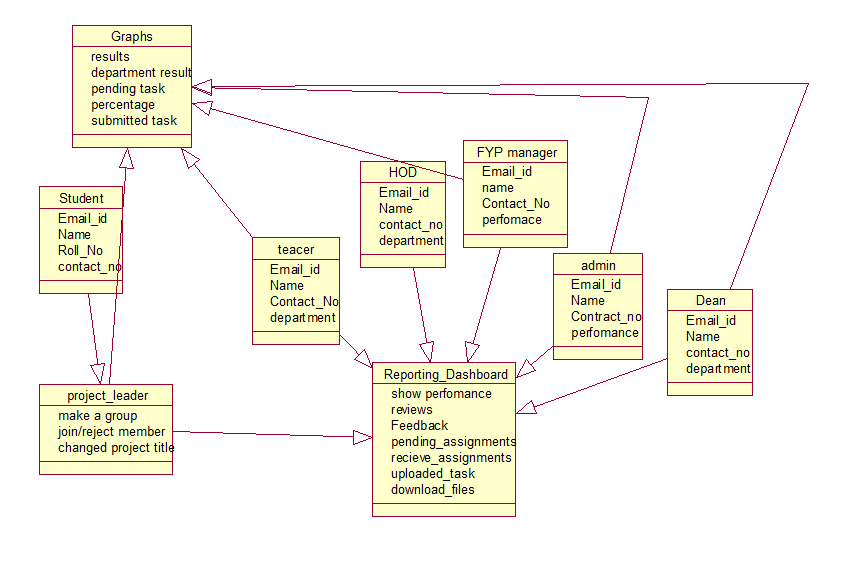 Graphs
results
department result
pending task
percentage
submitted task
Student
Email_id
Name
Roll_No
contact_no
teacer
Email_id
Name
Contact_No
department
HOD
Email_id
Name
contact_no
department
FYP manager
Email_id
name
Contact_No
perfomace
admin
Email_id
Name
Contract_no
perfomance
Dean
Email_id
Name
contact_no
department
project_leader
make a group
join/reject member
changed project title
Reporting_Dashboard
show perfomance
reviews
Feedback
pending_assignments
recieve_assignments
uploaded_task
download_files